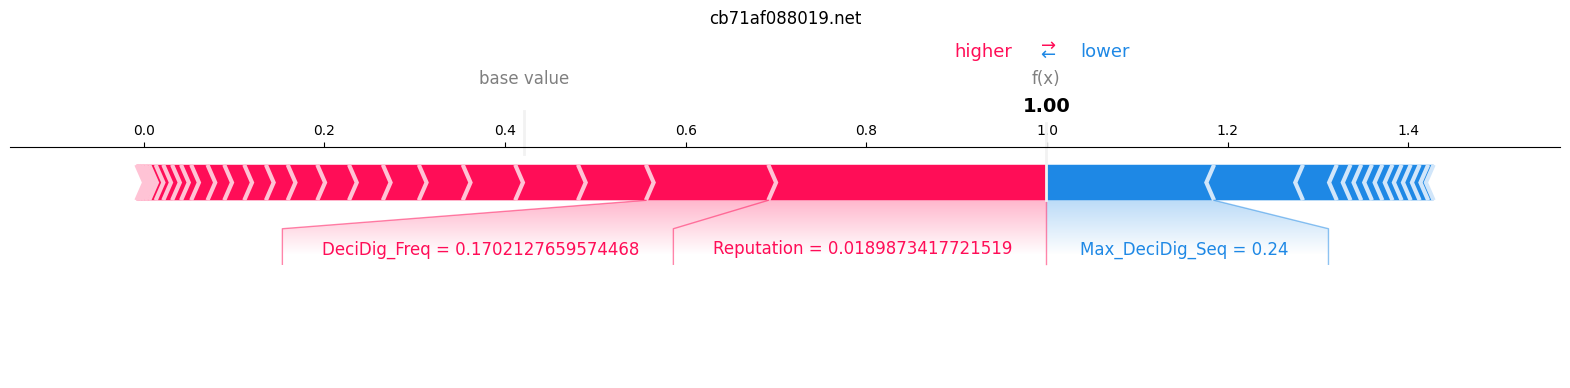 cb71af088019.net
higher ⇄ lower
base value f(x)
1.00
0.0 0.2 0.4 0.6 0.8 1.0 1.2 1.4
DeciDig_Freq = 0.1702127659574468 Reputation = 0.0189873417721519 Max_DeciDig_Seq = 0.24